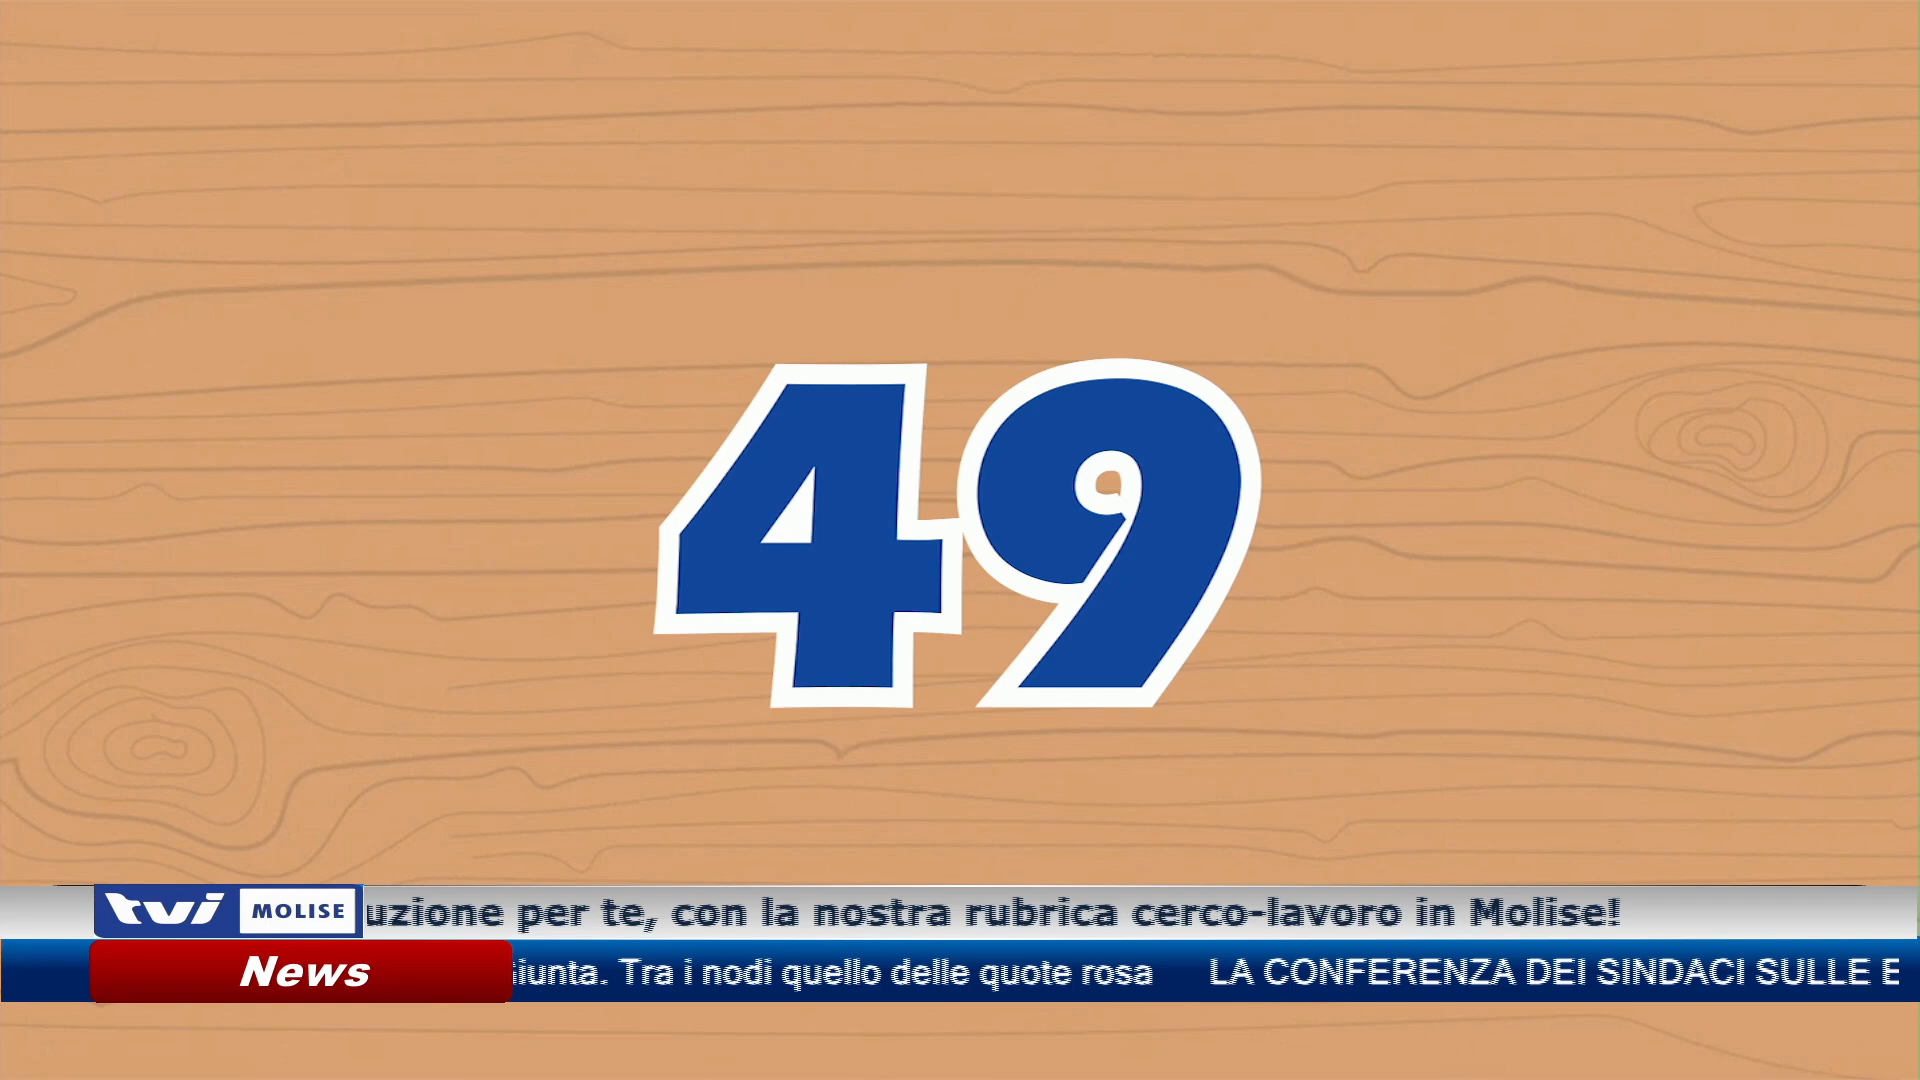 49
tvi MOLISE
uzione per te, con la nostra rubrica cerco-lavoro in Molise!
News
iunta. Tra i nodi quello delle quote rosa LA CONFERENZA DEI SINDACI SULLE E